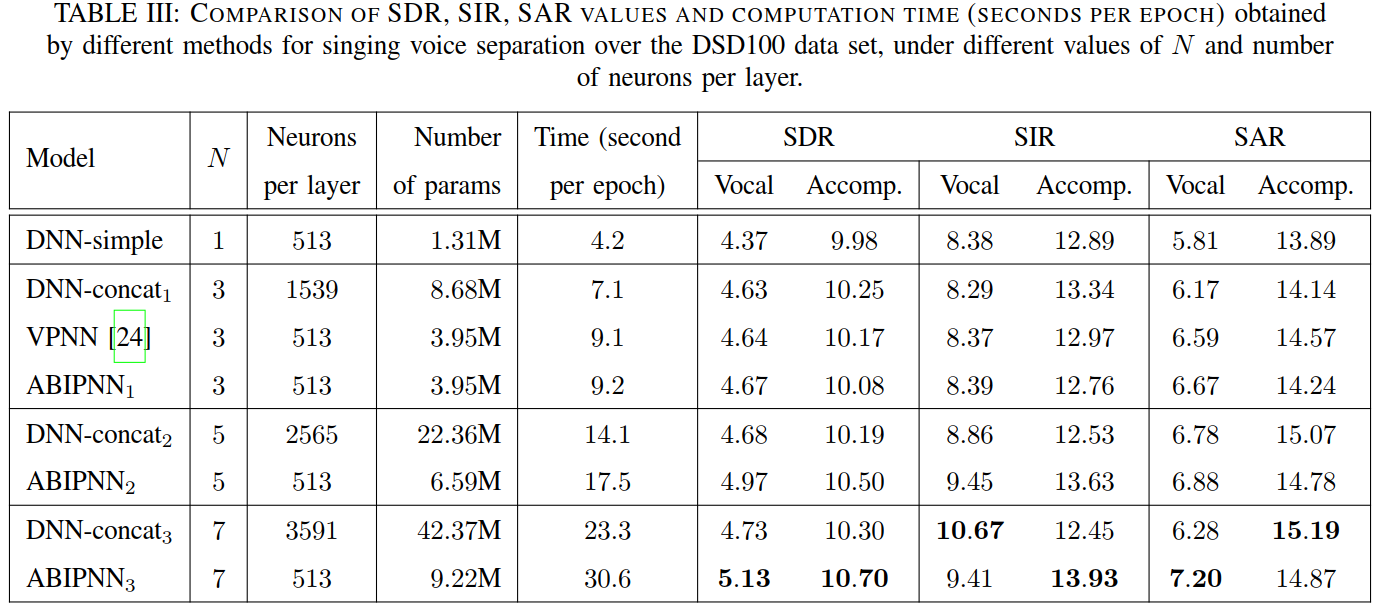 TABLE III: COMPARISON OF SDR, SIR, SAR VALUES AND COMPUTATION TIME (SECONDS PER EPOCH) obtained
by different methods for singing voice separation over the DSD100 data set, under different values of N and number
of neurons per layer.
Model N Neurons per layer Number of params Time (second per epoch) SDR SIR SAR
Vocal Accomp. Vocal Accomp. Vocal Accomp.
DNN-simple 1 513 1.31M 4.2 4.37 9.98 8.38 12.89 5.81 13.89
DNN-concat₁ 3 1539 8.68M 7.1 4.63 10.25 8.29 13.34 6.17 14.14
VPNN [24] 3 513 3.95M 9.1 4.64 10.17 8.37 12.97 6.59 14.57
ABIPNN₁ 3 513 3.95M 9.2 4.67 10.08 8.39 12.76 6.67 14.24
DNN-concat₂ 5 2565 22.36M 14.1 4.68 10.19 8.86 12.53 6.78 15.07
ABIPNN₂ 5 513 6.59M 17.5 4.97 10.50 9.45 13.63 6.88 14.78
DNN-concat₃ 7 3591 42.37M 23.3 4.73 10.30 10.67 12.45 6.28 15.19
ABIPNN₃ 7 513 9.22M 30.6 5.13 10.70 9.41 13.93 7.20 14.87